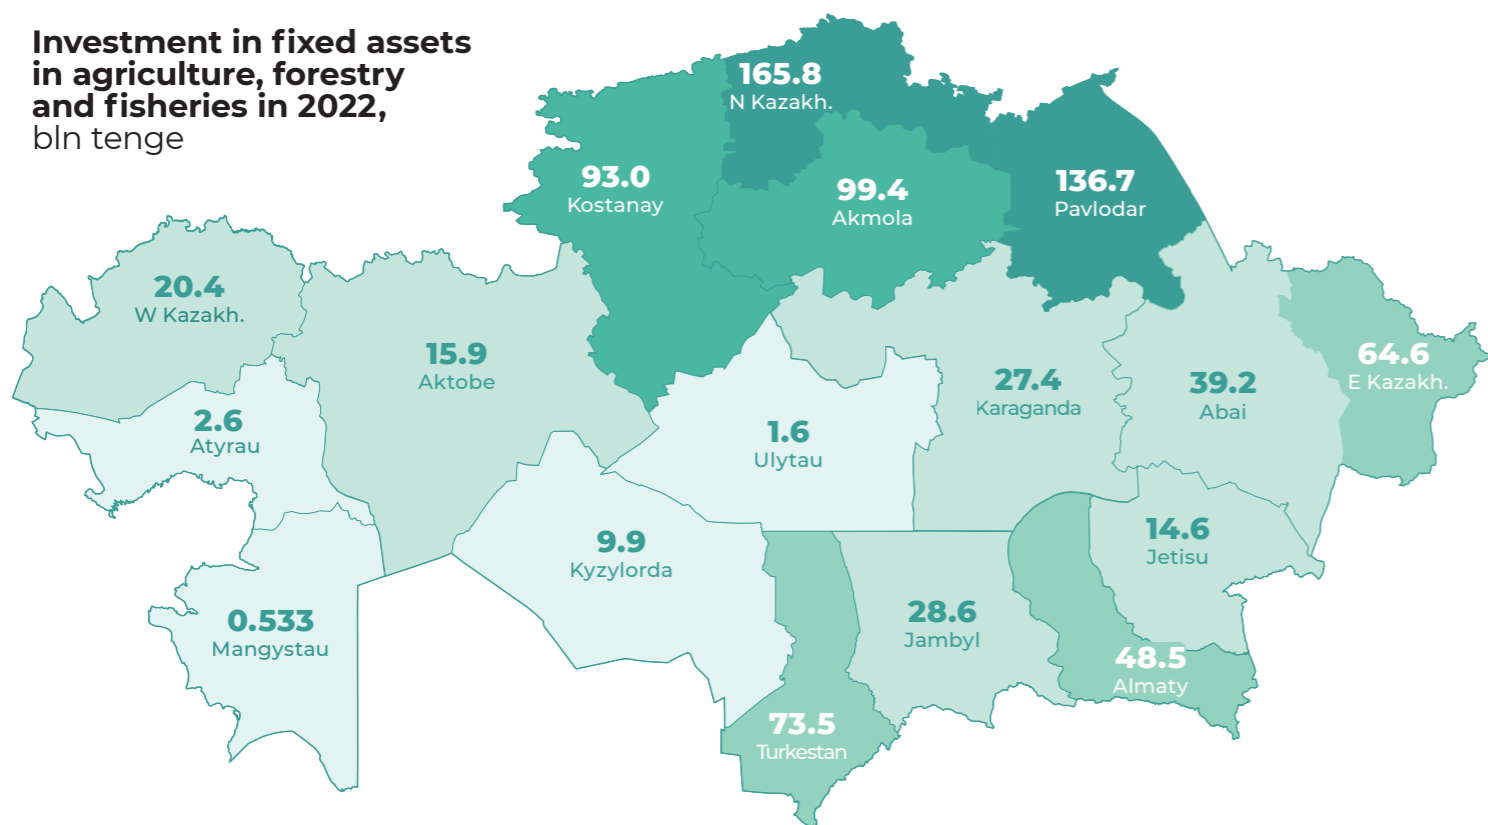 Investment in fixed assets
in agriculture, forestry
and fisheries in 2022,
bln tenge
165.8
N Kazakh.
93.0
Kostanay
99.4
Akmola
136.7
Pavlodar
20.4
W Kazakh.
15.9
Aktobe
2.6
Atyrau
27.4
Karaganda
39.2
Abai
64.6
E Kazakh.
1.6
Ulytau
9.9
Kyzylorda
14.6
Jetisu
0.533
Mangystau
28.6
Jambyl
48.5
Almaty
73.5
Turkestan